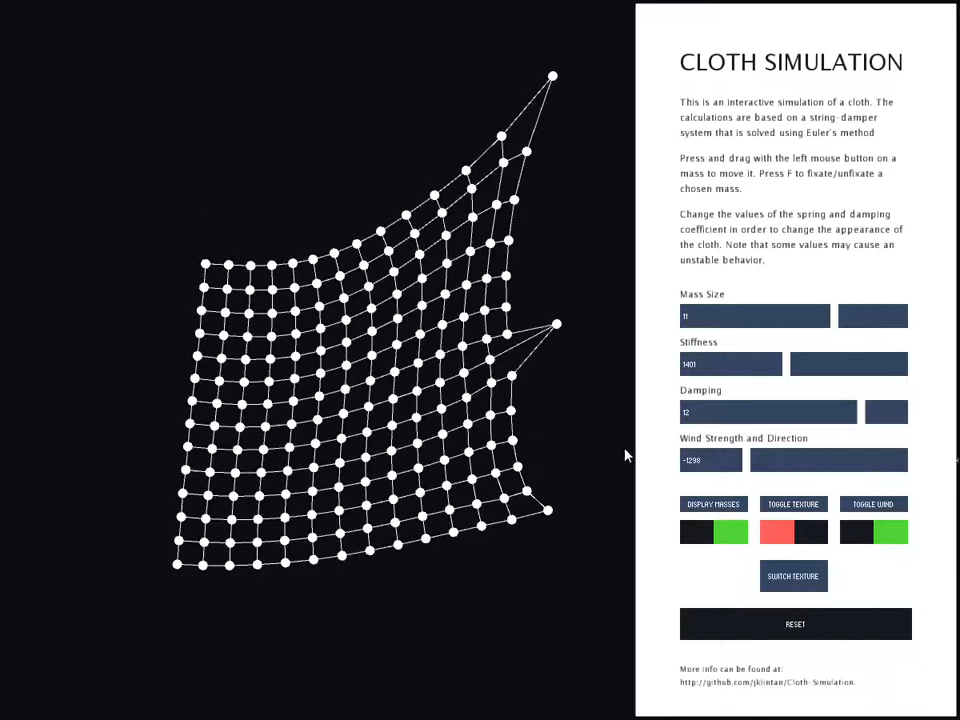 CLOTH SIMULATION
This is an interactive simulation of a cloth. The
calculations are based on a string-damper
system that is solved using Euler's method
Press and drag with the left mouse button on a
mass to move it. Press F to fixate/unfixate a
chosen mass.
Change the values of the spring and damping
coefficient in order to change the appearance of
the cloth. Note that some values may cause an
unstable behavior.
Mass Size
11
Stiffness
1401
Damping
12
Wind Strength and Direction
-1298
DISPLAY MASSES TOGGLE TEXTURE TOGGLE WIND
SWITCH TEXTURE
RESET
More info can be found at:
http://github.com/jklintan/Cloth-Simulation.